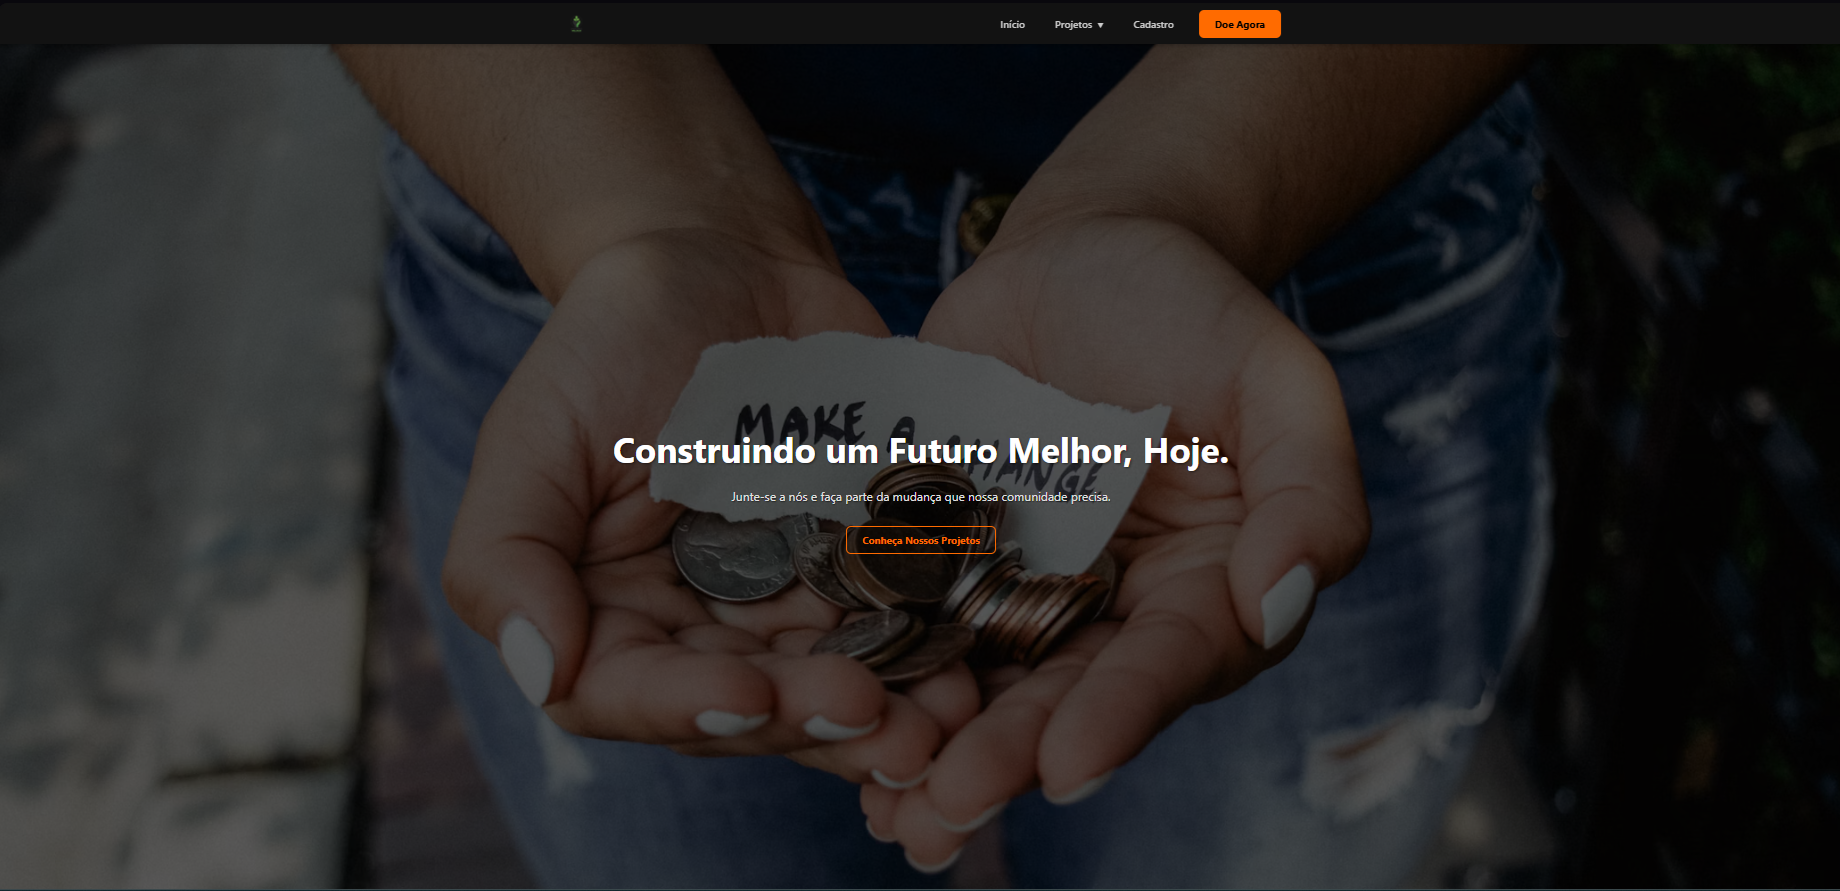 Início
Projetos ▼
Cadastro
Doe Agora
MAKE A
CHANGE
Construindo um Futuro Melhor, Hoje.
Junte-se a nós e faça parte da mudança que nossa comunidade precisa.
Conheça Nossos Projetos